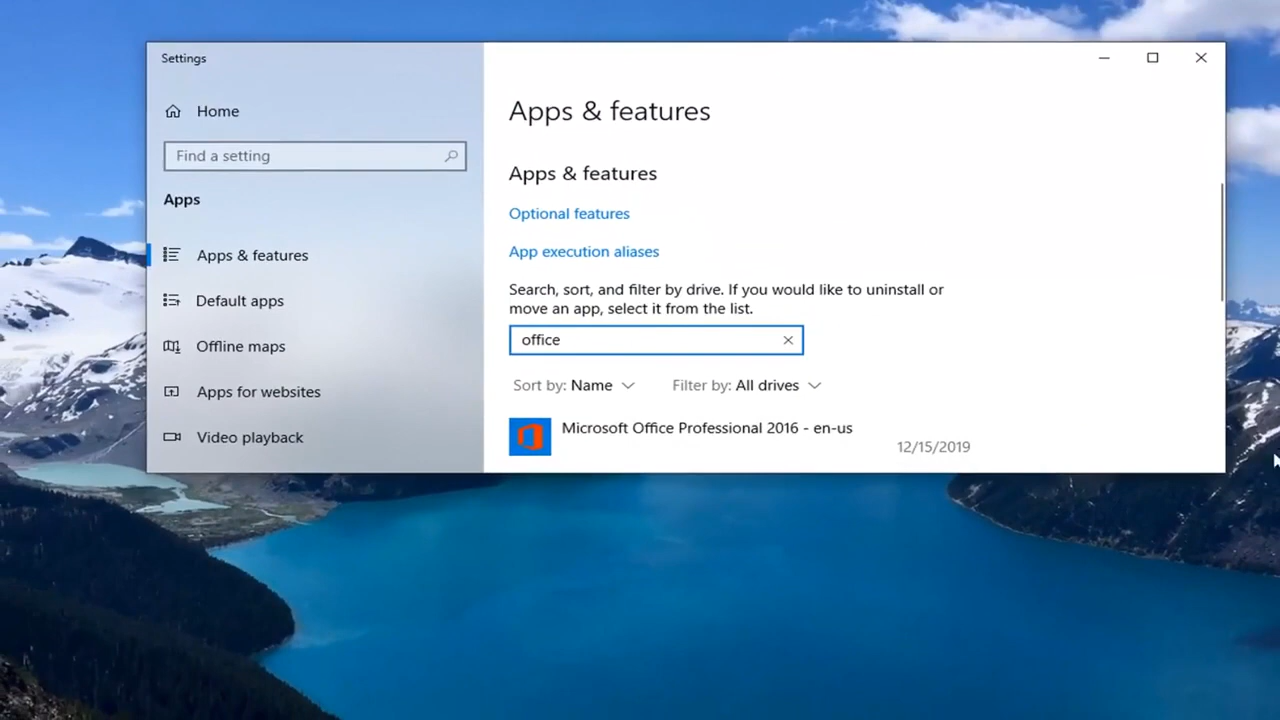 Settings
Home
Find a setting
Apps
Apps & features
Default apps
Offline maps
Apps for websites
Video playback
Apps & features
Apps & features
Optional features
App execution aliases
Search, sort, and filter by drive. If you would like to uninstall or
move an app, select it from the list.
office
Sort by: Name Filter by: All drives
Microsoft Office Professional 2016 - en-us
12/15/2019